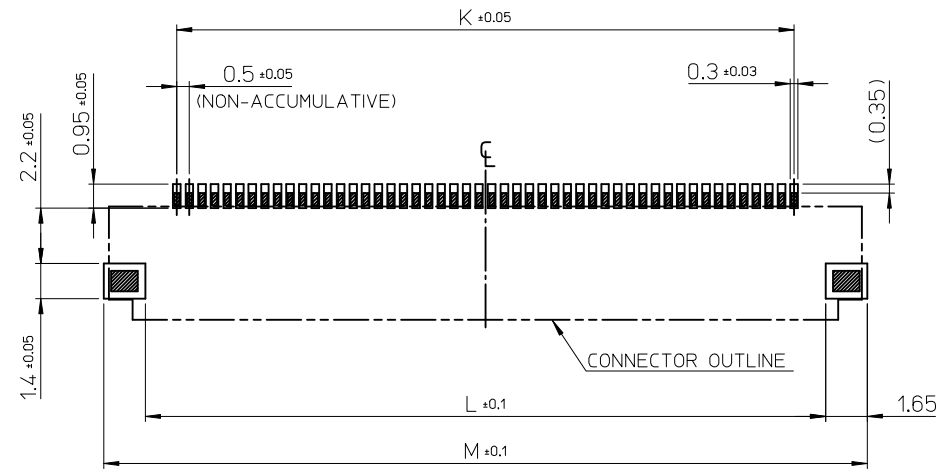 K ±0.05
0.5 ±0.05
(NON-ACCUMULATIVE)
0.3 ±0.03
(0.35)
0.95 ±0.05
2.2 ±0.05
℄
1.4 ±0.05
CONNECTOR OUTLINE
L ±0.1
1.65
M ±0.1